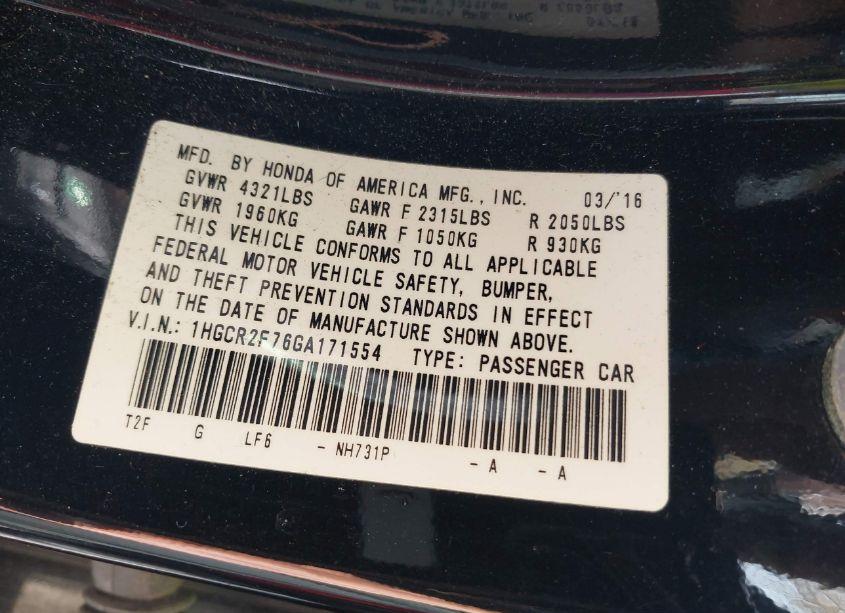 MFD. BY HONDA OF AMERICA MFG., INC. 03/'16
GVWR 4321LBS GAWR F 2315LBS R 2050LBS
GVWR 1960KG GAWR F 1050KG R 930KG
THIS VEHICLE CONFORMS TO ALL APPLICABLE
FEDERAL MOTOR VEHICLE SAFETY, BUMPER,
AND THEFT PREVENTION STANDARDS IN EFFECT
ON THE DATE OF MANUFACTURE SHOWN ABOVE.
V.I.N.: 1HGCR2F76GA171554 TYPE: PASSENGER CAR
T2F G LF6 - NH731P - A - A